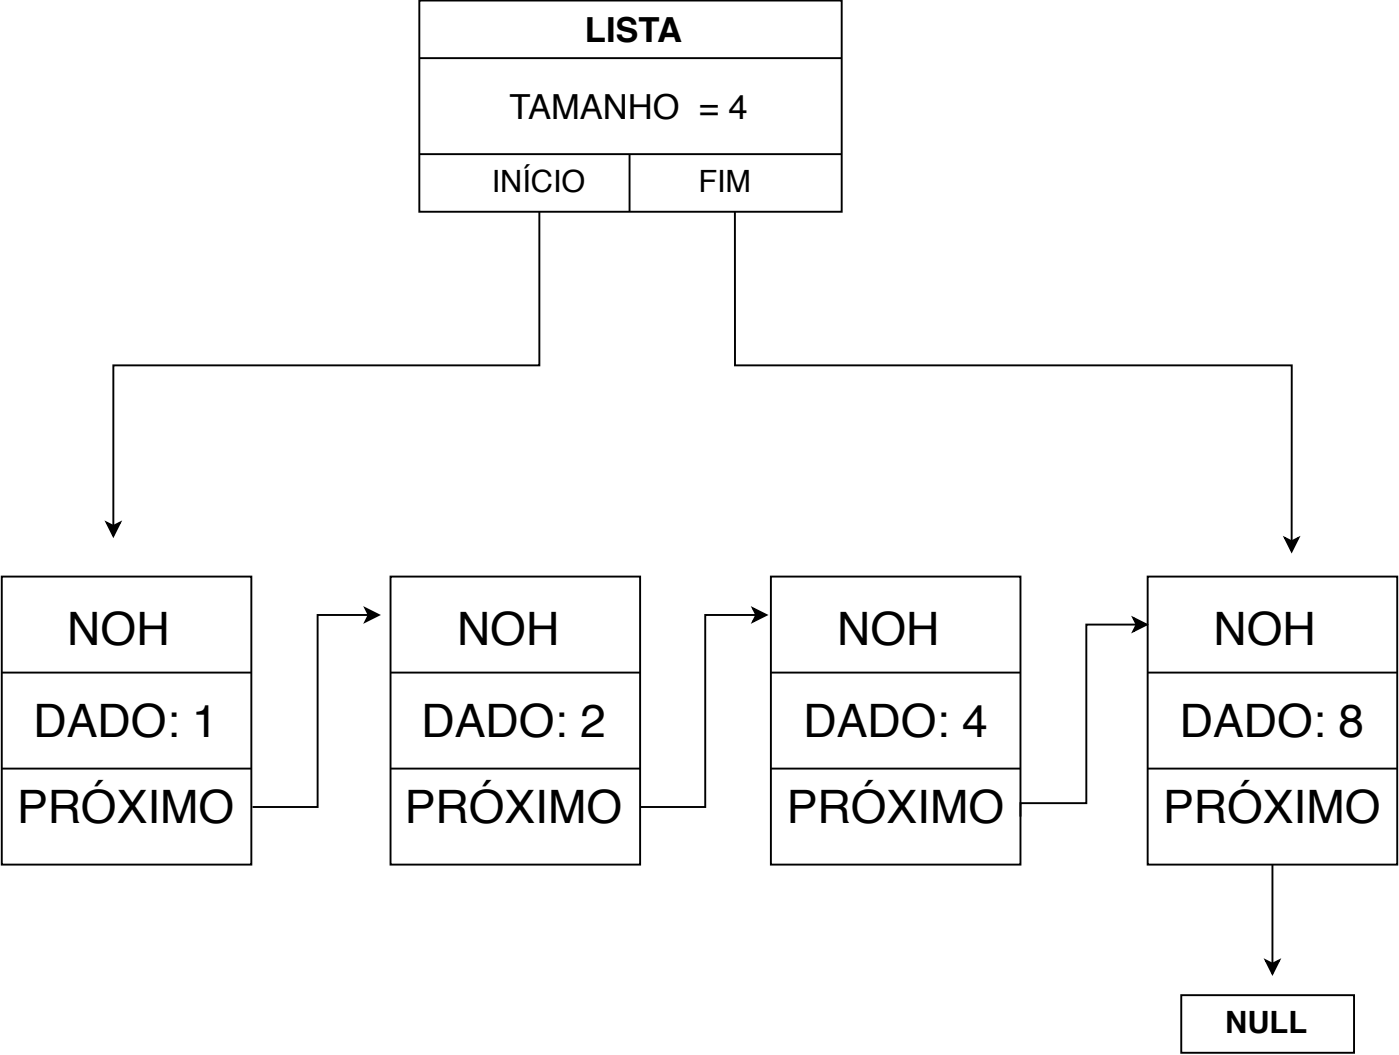 LISTA
TAMANHO = 4
INÍCIO FIM
NOH NOH NOH NOH
DADO: 1 DADO: 2 DADO: 4 DADO: 8
PRÓXIMO PRÓXIMO PRÓXIMO PRÓXIMO
NULL